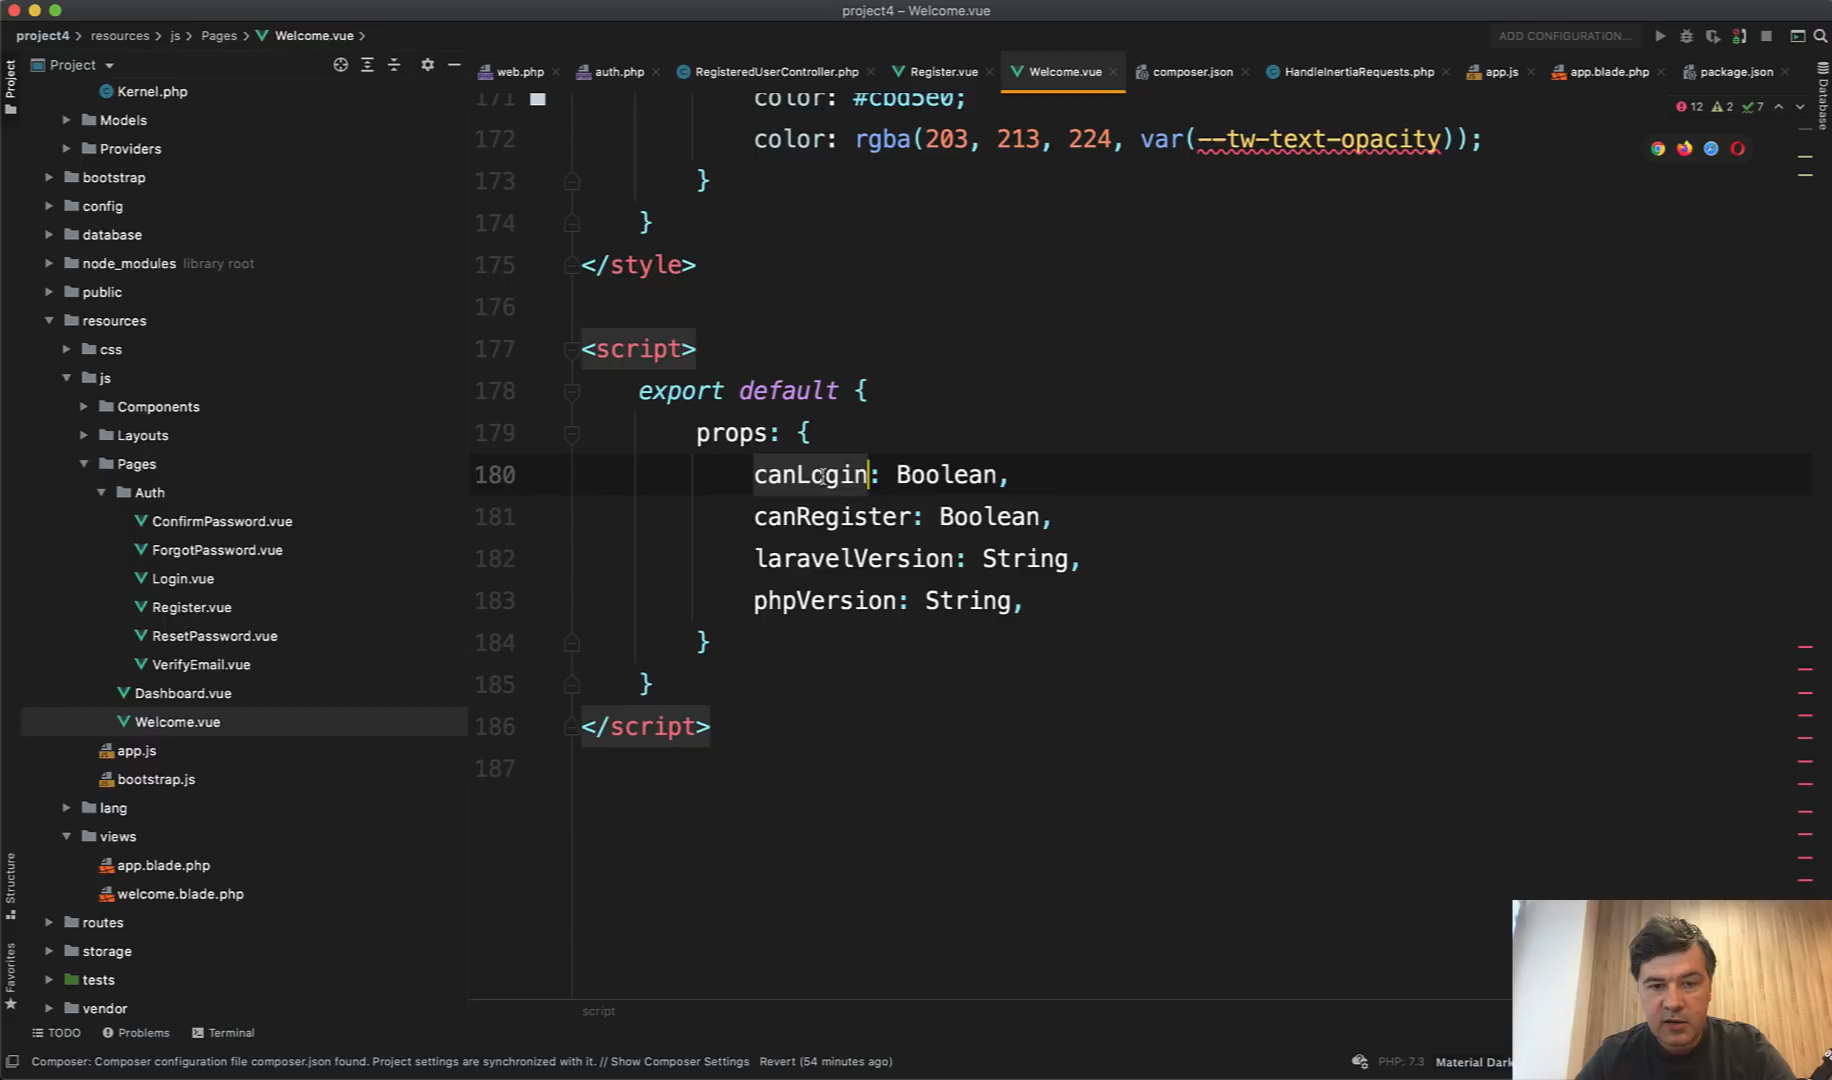 project4 – Welcome.vue
project4 > resources > js > Pages > Welcome.vue >
ADD CONFIGURATION...
Project
web.php
auth.php
RegisteredUserController.php
Register.vue
Welcome.vue
composer.json
HandleInertiaRequests.php
app.js
app.blade.php
package.json
Project
Structure
Favorites
Database
12 2 7
Kernel.php
Models
Providers
bootstrap
config
database
node_modules library root
public
resources
css
js
Components
Layouts
Pages
Auth
ConfirmPassword.vue
ForgotPassword.vue
Login.vue
Register.vue
ResetPassword.vue
VerifyEmail.vue
Dashboard.vue
Welcome.vue
app.js
bootstrap.js
lang
views
app.blade.php
welcome.blade.php
routes
storage
tests
vendor
171 color: #cbd5e0;
172 color: rgba(203, 213, 224, var(--tw-text-opacity));
173 }
174 }
175 </style>
176
177 <script>
178 export default {
179 props: {
180 canLogin: Boolean,
181 canRegister: Boolean,
182 laravelVersion: String,
183 phpVersion: String,
184 }
185 }
186 </script>
187
script
TODO
Problems
Terminal
Composer: Composer configuration file composer.json found. Project settings are synchronized with it. // Show Composer Settings Revert (54 minutes ago)
PHP: 7.3
Material Dark